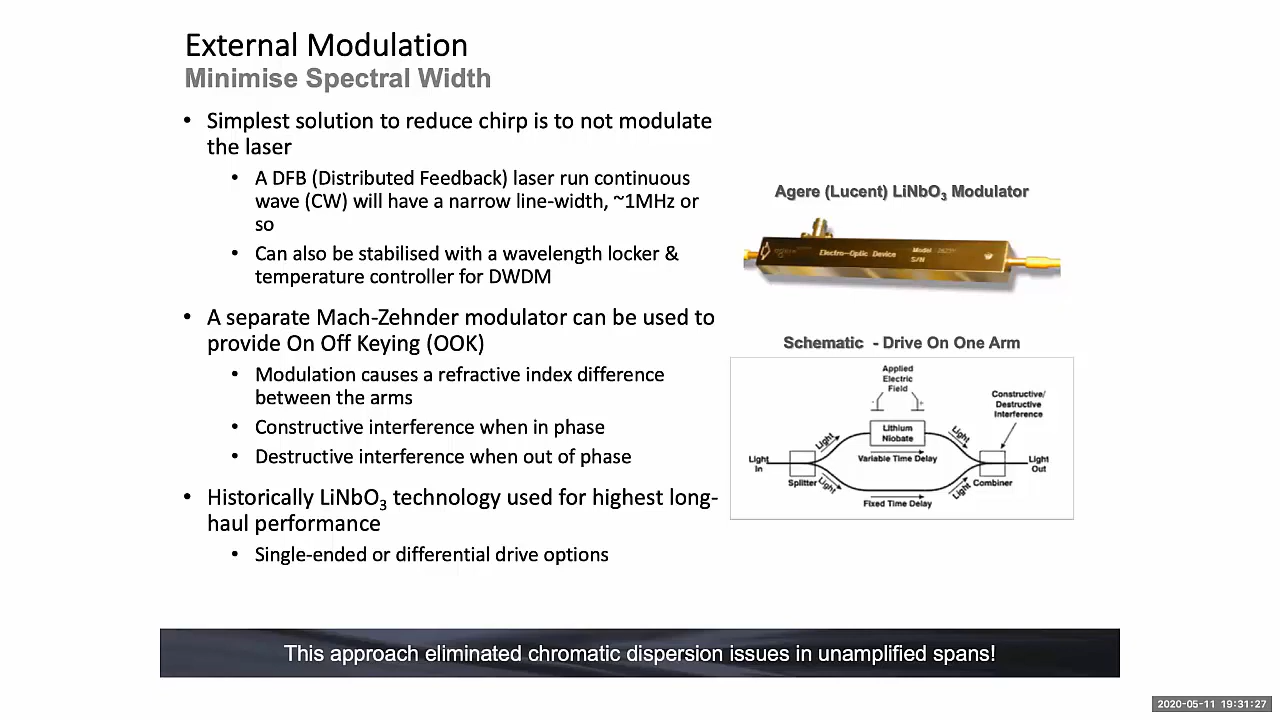 External Modulation
Minimise Spectral Width
• Simplest solution to reduce chirp is to not modulate
the laser
• A DFB (Distributed Feedback) laser run continuous
wave (CW) will have a narrow line-width, ~1MHz or
so
• Can also be stabilised with a wavelength locker &
temperature controller for DWDM
• A separate Mach-Zehnder modulator can be used to
provide On Off Keying (OOK)
• Modulation causes a refractive index difference
between the arms
• Constructive interference when in phase
• Destructive interference when out of phase
• Historically LiNbO₃ technology used for highest long-
haul performance
• Single-ended or differential drive options
Agere (Lucent) LiNbO₃ Modulator
Electro-Optic Device
Model
S/N
Schematic - Drive On One Arm
Applied
Electric
Field
- +
Constructive/
Destructive
Interference
Lithium
Niobate
Light
Light
Variable Time Delay
Light
In
Light
Out
Splitter
Light
Light
Combiner
Fixed Time Delay
This approach eliminated chromatic dispersion issues in unamplified spans!
2020-05-11 19:31:27